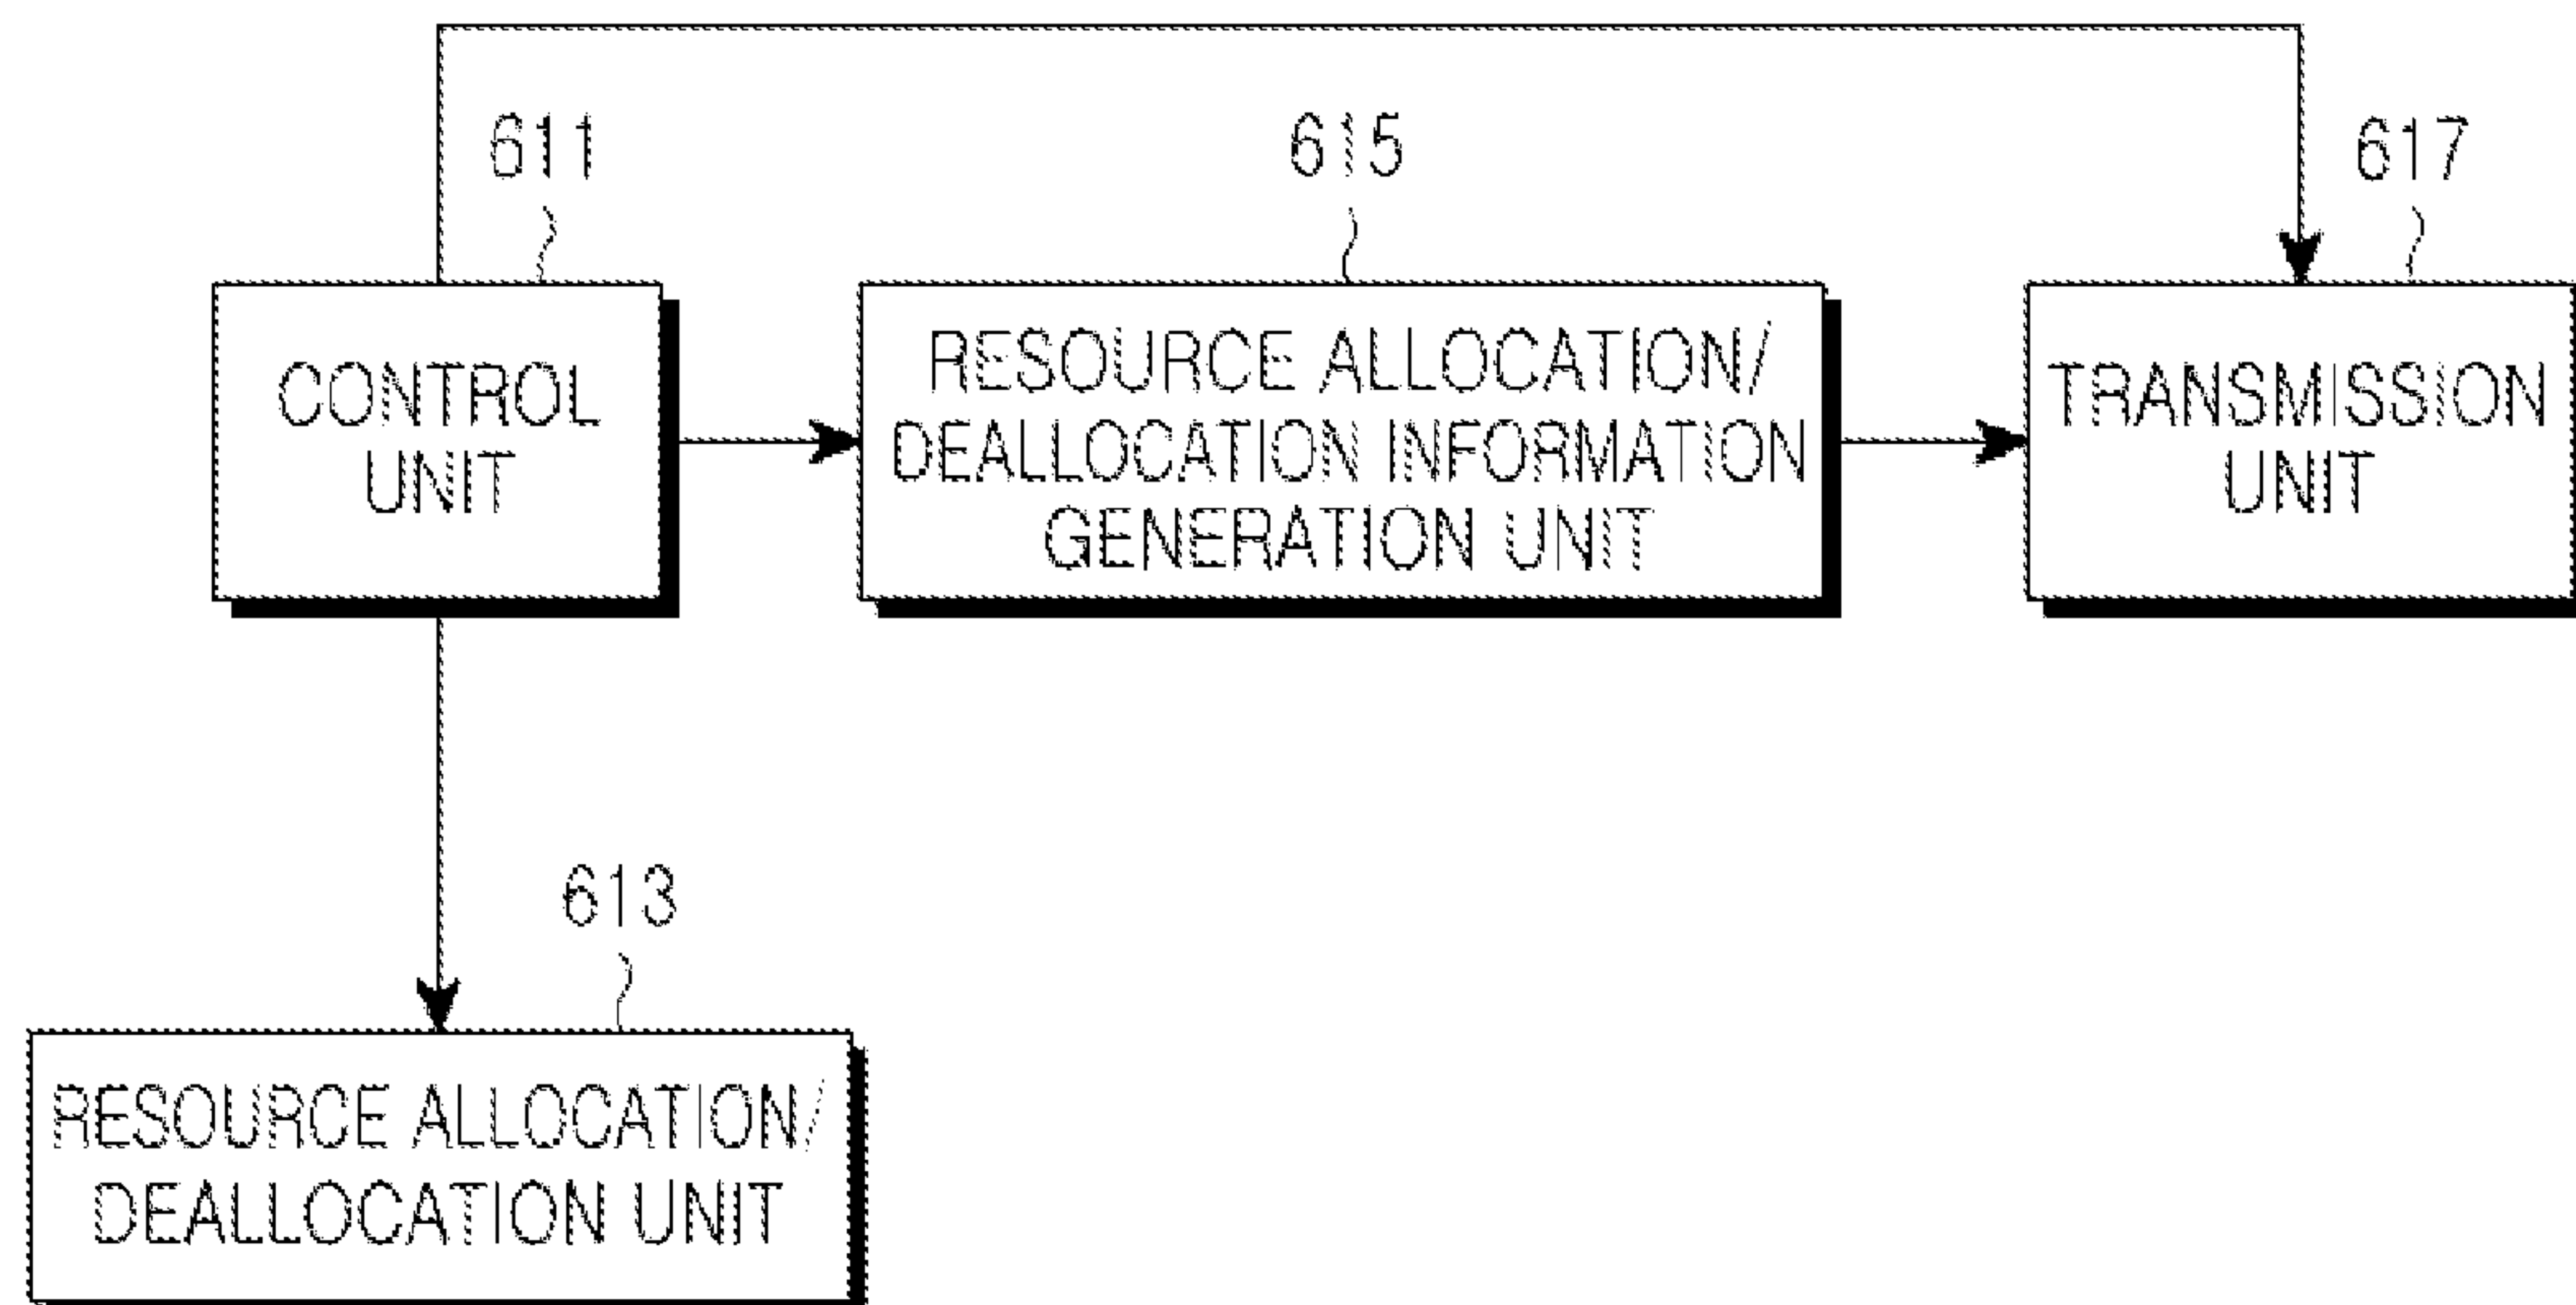 611
615
617
CONTROL
UNIT
RESOURCE ALLOCATION/
DEALLOCATION INFORMATION
GENERATION UNIT
TRANSMISSION
UNIT
613
RESOURCE ALLOCATION/
DEALLOCATION UNIT